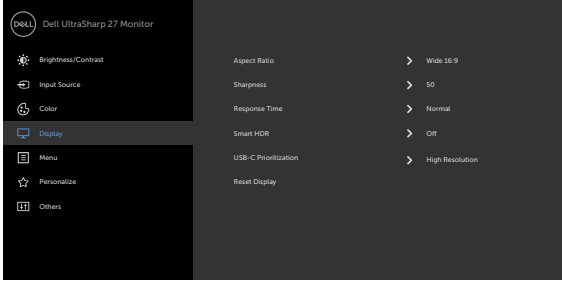 DELL Dell UltraSharp 27 Monitor
Brightness/Contrast
Input Source
Color
Display
Menu
Personalize
Others
Aspect Ratio Wide 16:9
Sharpness 50
Response Time Normal
Smart HDR Off
USB-C Prioritization High Resolution
Reset Display